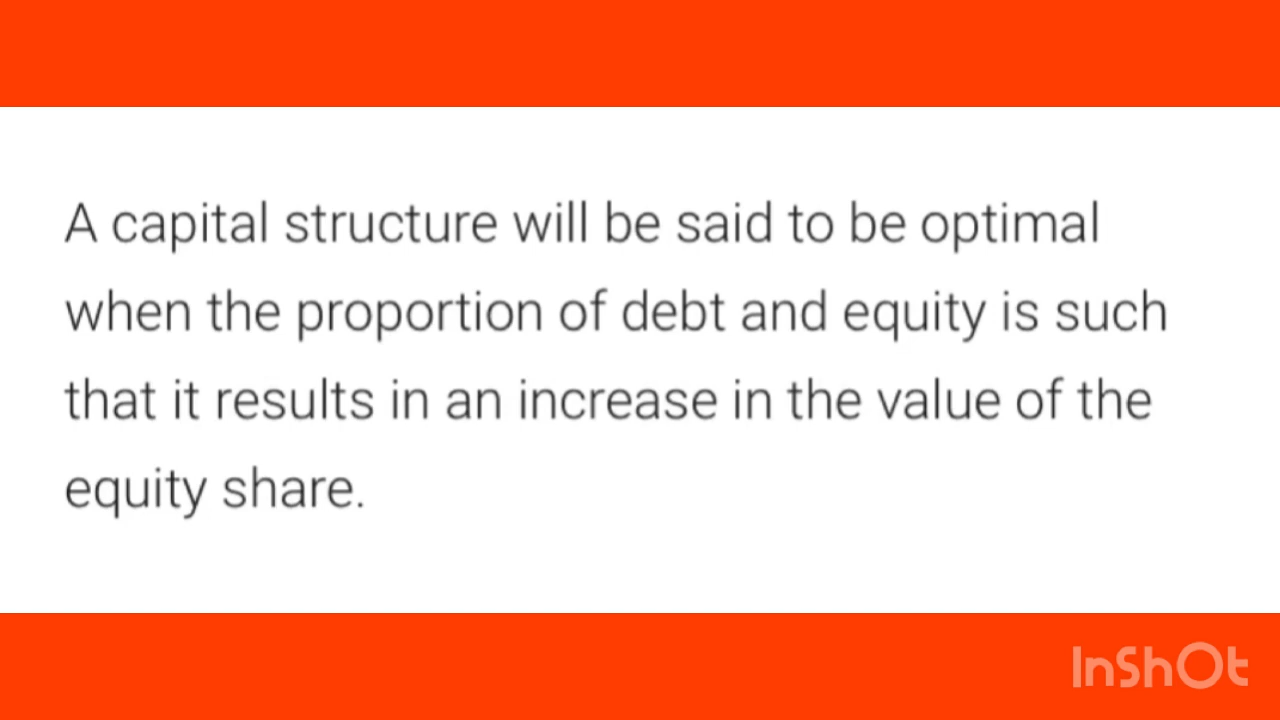 A capital structure will be said to be optimal
when the proportion of debt and equity is such
that it results in an increase in the value of the
equity share.
InShOt